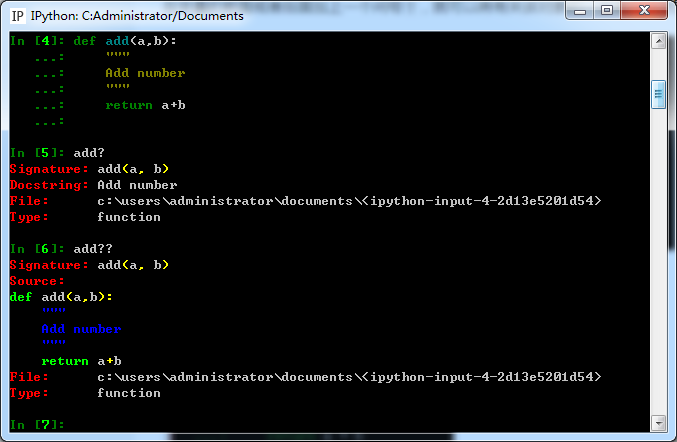 IP IPython: C:Administrator/Documents
In [4]: def add(a,b):
   ...:     """
   ...:     Add number
   ...:     """
   ...:     return a+b
   ...:
In [5]: add?
Signature: add(a, b)
Docstring: Add number
File:      c:\users\administrator\documents\<ipython-input-4-2d13e5201d54>
Type:      function
In [6]: add??
Signature: add(a, b)
Source:
def add(a,b):
    """
    Add number
    """
    return a+b
File:      c:\users\administrator\documents\<ipython-input-4-2d13e5201d54>
Type:      function
In [7]: